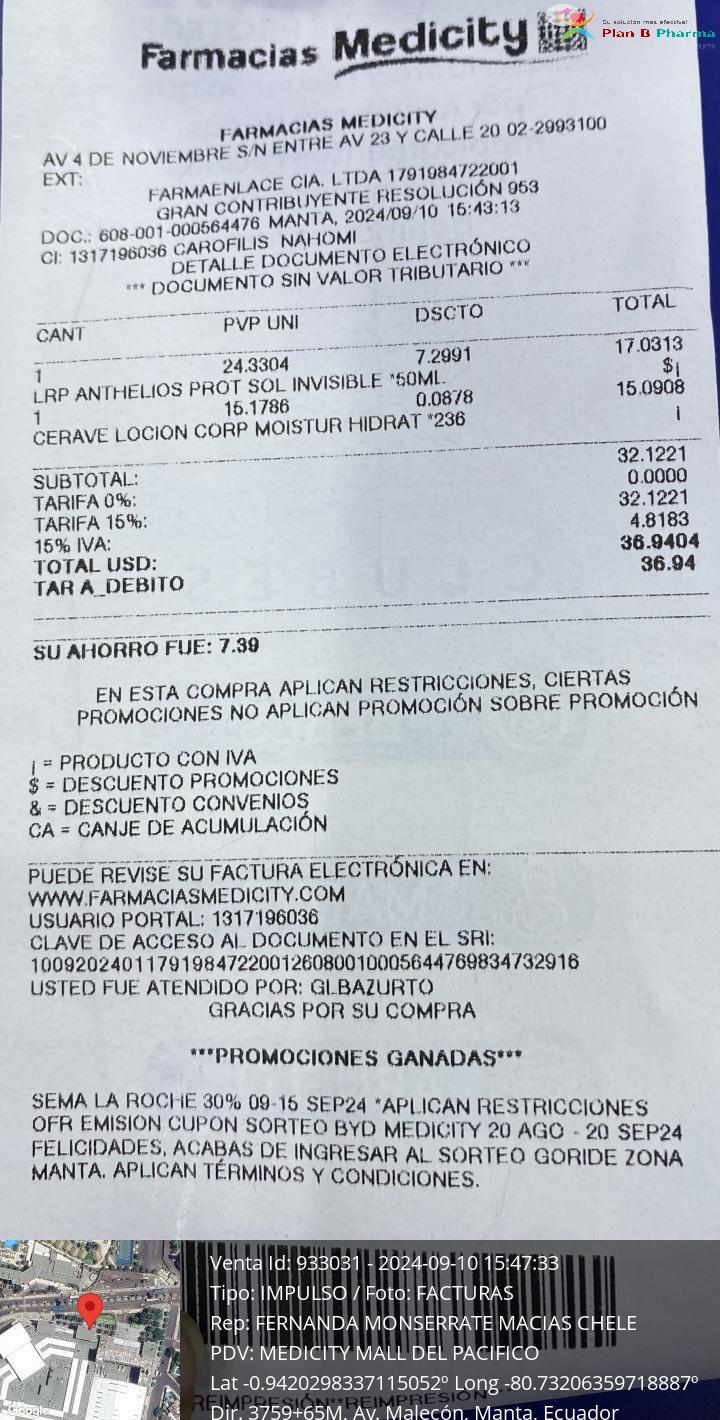 Su solución más efectiva!
Plan B Pharma
Farmacias Medicity
FARMACIAS MEDICITY
AV 4 DE NOVIEMBRE S/N ENTRE AV 23 Y CALLE 20 02-2993100
EXT:
FARMAENLACE CIA. LTDA 1791984722001
GRAN CONTRIBUYENTE RESOLUCIÓN 953
DOC.: 608-001-000564476 MANTA, 2024/09/10 15:43:13
CI: 1317196036 CAROFILIS NAHOMI
DETALLE DOCUMENTO ELECTRÓNICO
*** DOCUMENTO SIN VALOR TRIBUTARIO ***
CANT PVP UNI DSCTO TOTAL
1 24.3304 7.2991 17.0313
LRP ANTHELIOS PROT SOL INVISIBLE *50ML. $¡
1 15.1786 0.0878 15.0908
CERAVE LOCION CORP MOISTUR HIDRAT *236 ¡
SUBTOTAL: 32.1221
TARIFA 0%: 0.0000
TARIFA 15%: 32.1221
15% IVA: 4.8183
TOTAL USD: 36.9404
TAR A_DEBITO 36.94
SU AHORRO FUE: 7.39
EN ESTA COMPRA APLICAN RESTRICCIONES, CIERTAS
PROMOCIONES NO APLICAN PROMOCIÓN SOBRE PROMOCIÓN
¡ = PRODUCTO CON IVA
$ = DESCUENTO PROMOCIONES
& = DESCUENTO CONVENIOS
CA = CANJE DE ACUMULACIÓN
PUEDE REVISE SU FACTURA ELECTRÓNICA EN:
WWW.FARMACIASMEDICITY.COM
USUARIO PORTAL: 1317196036
CLAVE DE ACCESO AL DOCUMENTO EN EL SRI:
1009202401179198472200126080010005644769834732916
USTED FUE ATENDIDO POR: GLBAZURTO
GRACIAS POR SU COMPRA
***PROMOCIONES GANADAS***
SEMA LA ROCHE 30% 09-15 SEP24 *APLICAN RESTRICCIONES
OFR EMISION CUPON SORTEO BYD MEDICITY 20 AGO - 20 SEP24
FELICIDADES, ACABAS DE INGRESAR AL SORTEO GORIDE ZONA
MANTA. APLICAN TÉRMINOS Y CONDICIONES.
Venta Id: 933031 - 2024-09-10 15:47:33
Tipo: IMPULSO / Foto: FACTURAS
Rep: FERNANDA MONSERRATE MACIAS CHELE
PDV: MEDICITY MALL DEL PACIFICO
Lat -0.9420298337115052º Long -80.73206359718887º
REIMPRESIÓN**REIMPRESIÓN
Dir. 3759+65M, Av. Malecón, Manta, Ecuador
Google